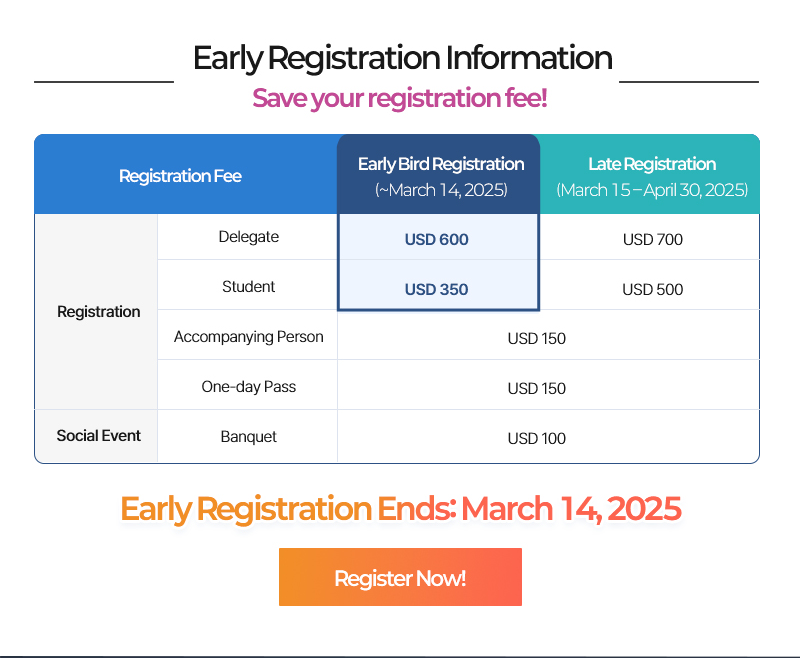 Early Registration Information
Save your registration fee!
Registration Fee
Early Bird Registration
(~March 14, 2025)
Late Registration
(March 15 – April 30, 2025)
Registration
Delegate
USD 600
USD 700
Student
USD 350
USD 500
Accompanying Person
USD 150
One-day Pass
USD 150
Social Event
Banquet
USD 100
Early Registration Ends: March 14, 2025
Register Now!